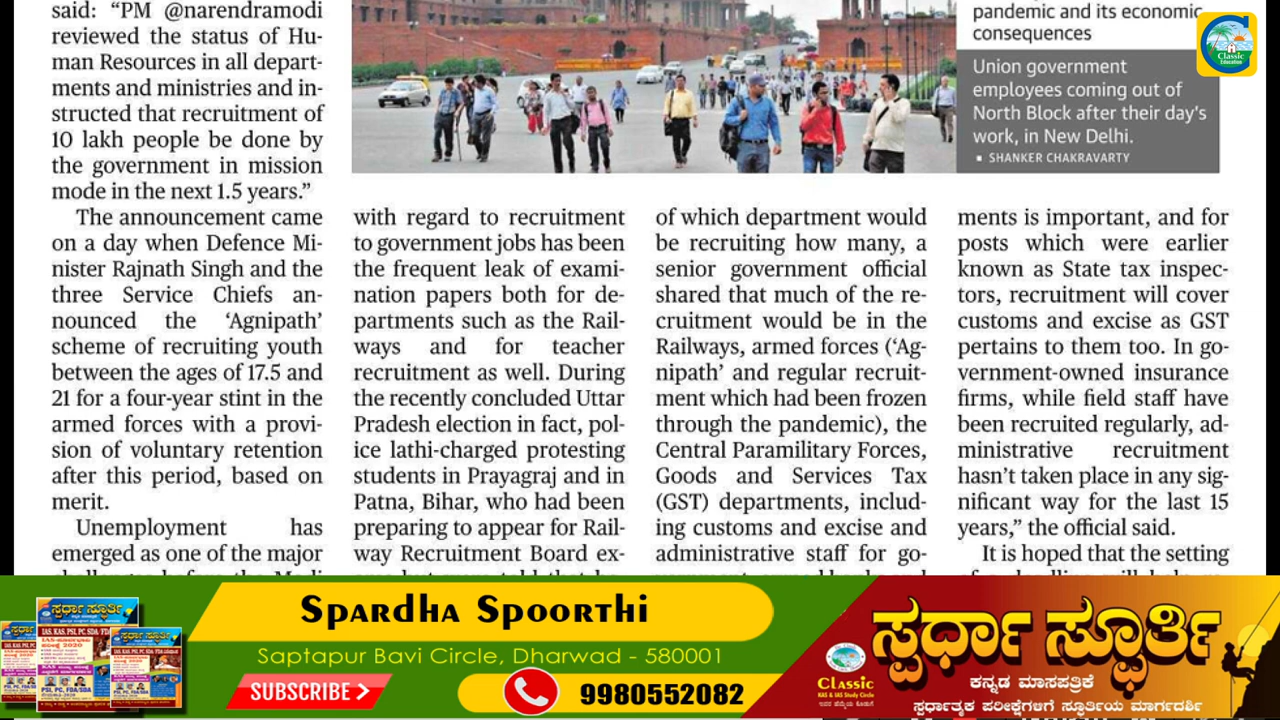 said: “PM @narendramodi
reviewed the status of Hu-
man Resources in all depart-
ments and ministries and in-
structed that recruitment of
10 lakh people be done by
the government in mission
mode in the next 1.5 years.”
The announcement came
on a day when Defence Mi-
nister Rajnath Singh and the
three Service Chiefs an-
nounced the ‘Agnipath’
scheme of recruiting youth
between the ages of 17.5 and
21 for a four-year stint in the
armed forces with a provi-
sion of voluntary retention
after this period, based on
merit.
Unemployment has
emerged as one of the major
with regard to recruitment
to government jobs has been
the frequent leak of exami-
nation papers both for de-
partments such as the Rail-
ways and for teacher
recruitment as well. During
the recently concluded Uttar
Pradesh election in fact, pol-
ice lathi-charged protesting
students in Prayagraj and in
Patna, Bihar, who had been
preparing to appear for Rail-
way Recruitment Board ex-
of which department would
be recruiting how many, a
senior government official
shared that much of the re-
cruitment would be in the
Railways, armed forces (‘Ag-
nipath’ and regular recruit-
ment which had been frozen
through the pandemic), the
Central Paramilitary Forces,
Goods and Services Tax
(GST) departments, includ-
ing customs and excise and
administrative staff for go-
pandemic and its economic
consequences
Union government
employees coming out of
North Block after their day's
work, in New Delhi.
▪ SHANKER CHAKRAVARTY
ments is important, and for
posts which were earlier
known as State tax inspec-
tors, recruitment will cover
customs and excise as GST
pertains to them too. In go-
vernment-owned insurance
firms, while field staff have
been recruited regularly, ad-
ministrative recruitment
hasn’t taken place in any sig-
nificant way for the last 15
years,” the official said.
It is hoped that the setting
Classic
Education
Spardha Spoorthi
Saptapur Bavi Circle, Dharwad - 580001
SUBSCRIBE
9980552082
ಸ್ಪರ್ಧಾ ಸ್ಫೂರ್ತಿ
ಕನ್ನಡ ಮಾಸಪತ್ರಿಕೆ
ಸ್ಪರ್ಧಾತ್ಮಕ ಪರೀಕ್ಷೆಗಳಿಗೆ ಸ್ಫೂರ್ತಿಯ ಮಾರ್ಗದರ್ಶಿ
Classic
KAS & IAS Study Circle
ಸ್ಪರ್ಧಾ ಸ್ಫೂರ್ತಿ